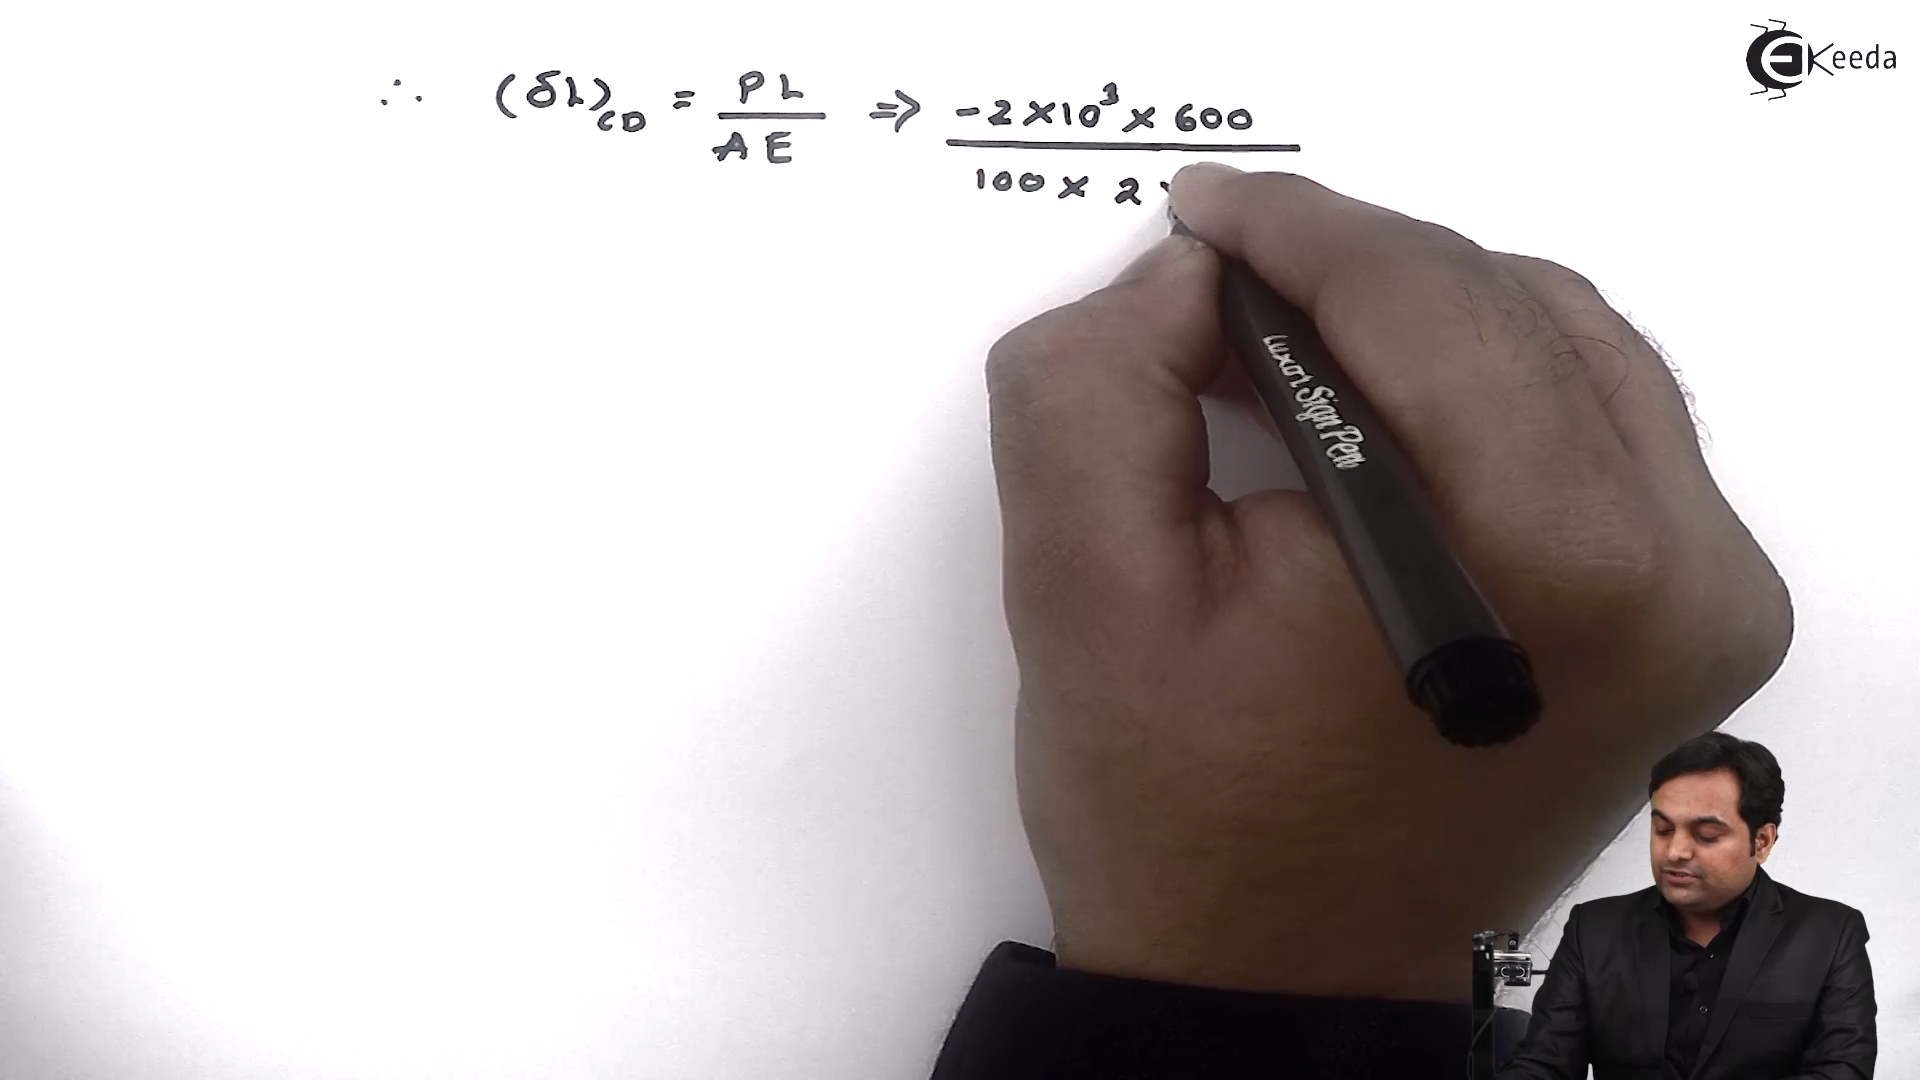 Keeda
∴ (δL)CD = PL / AE ⇒ -2 × 10³ × 600 / 100 × 2
Luxor Sign Pen